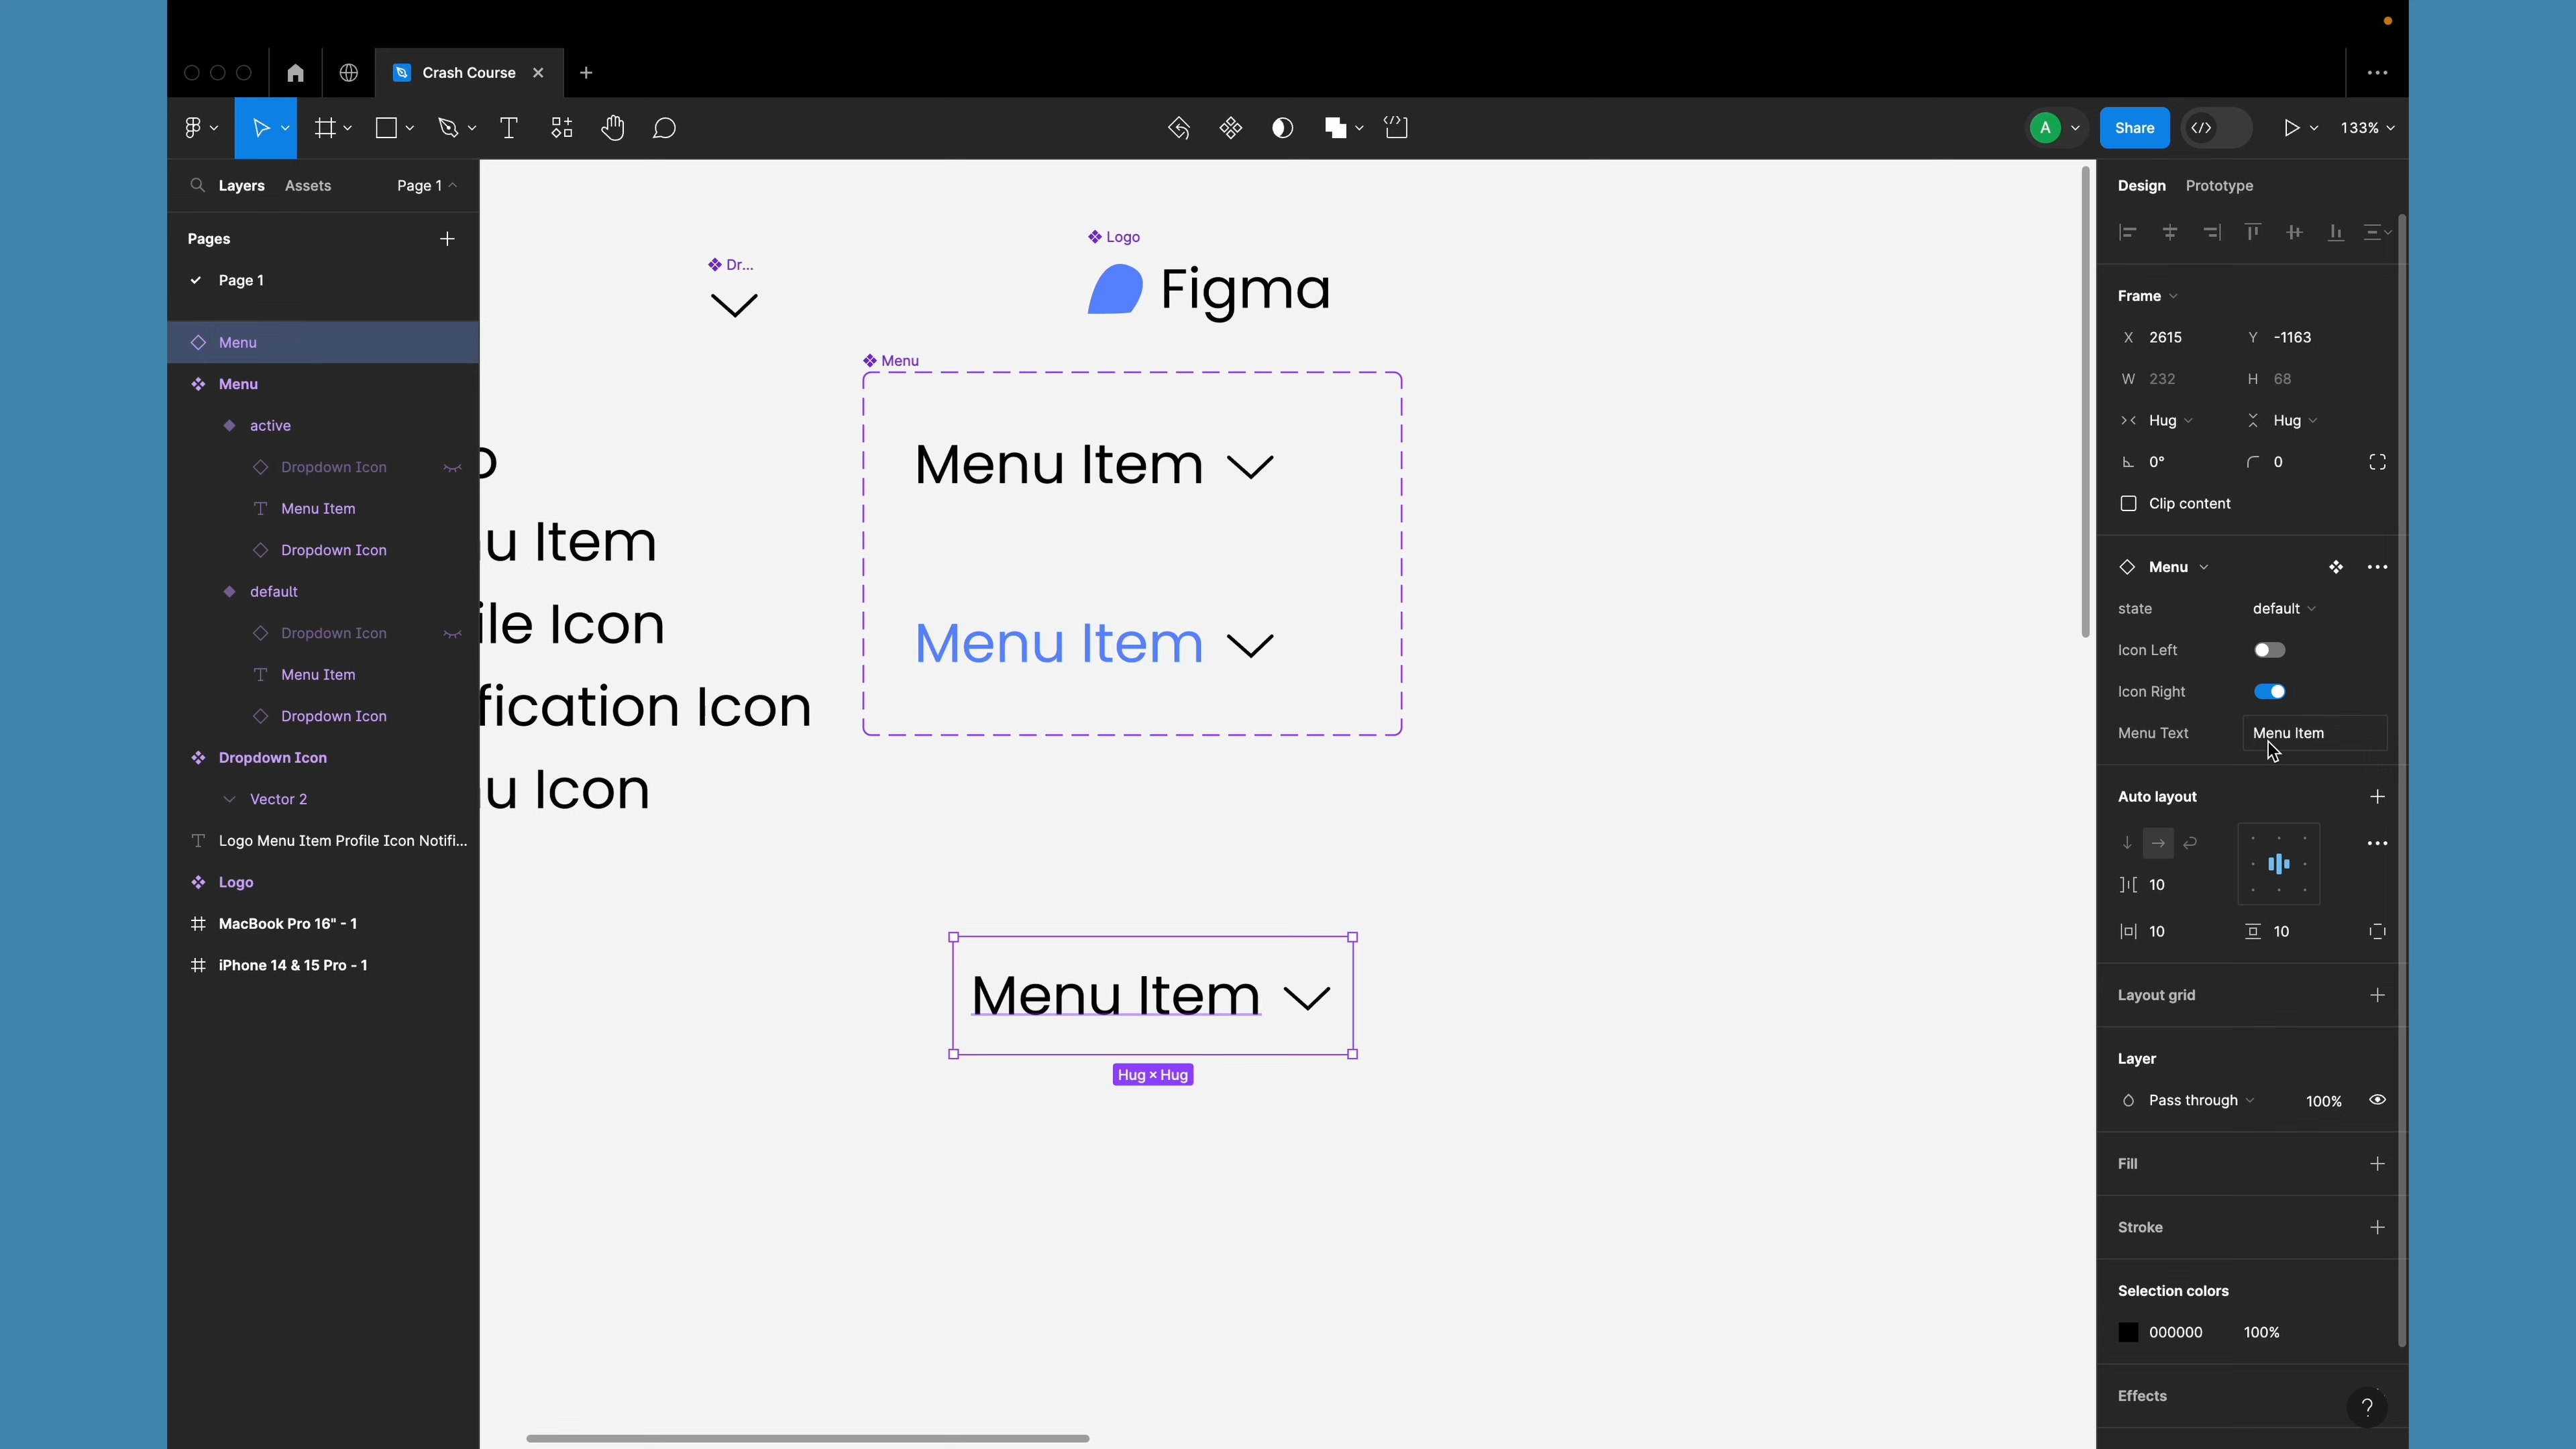 Crash Course
A
Share
133%
Layers Assets Page 1
Pages
Page 1
Menu
Menu
active
Dropdown Icon
Menu Item
Dropdown Icon
default
Dropdown Icon
Menu Item
Dropdown Icon
Dropdown Icon
Vector 2
Logo Menu Item Profile Icon Notifi...
Logo
MacBook Pro 16" - 1
iPhone 14 & 15 Pro - 1
Dr...
Logo
Figma
Menu
Menu Item
Menu Item
o
u Item
ile Icon
fication Icon
u Icon
Menu Item
Hug × Hug
Design Prototype
Frame
X 2615 Y -1163
W 232 H 68
Hug Hug
0° 0
Clip content
Menu
state default
Icon Left
Icon Right
Menu Text Menu Item
Auto layout
10
10 10
Layout grid
Layer
Pass through 100%
Fill
Stroke
Selection colors
000000 100%
Effects
?